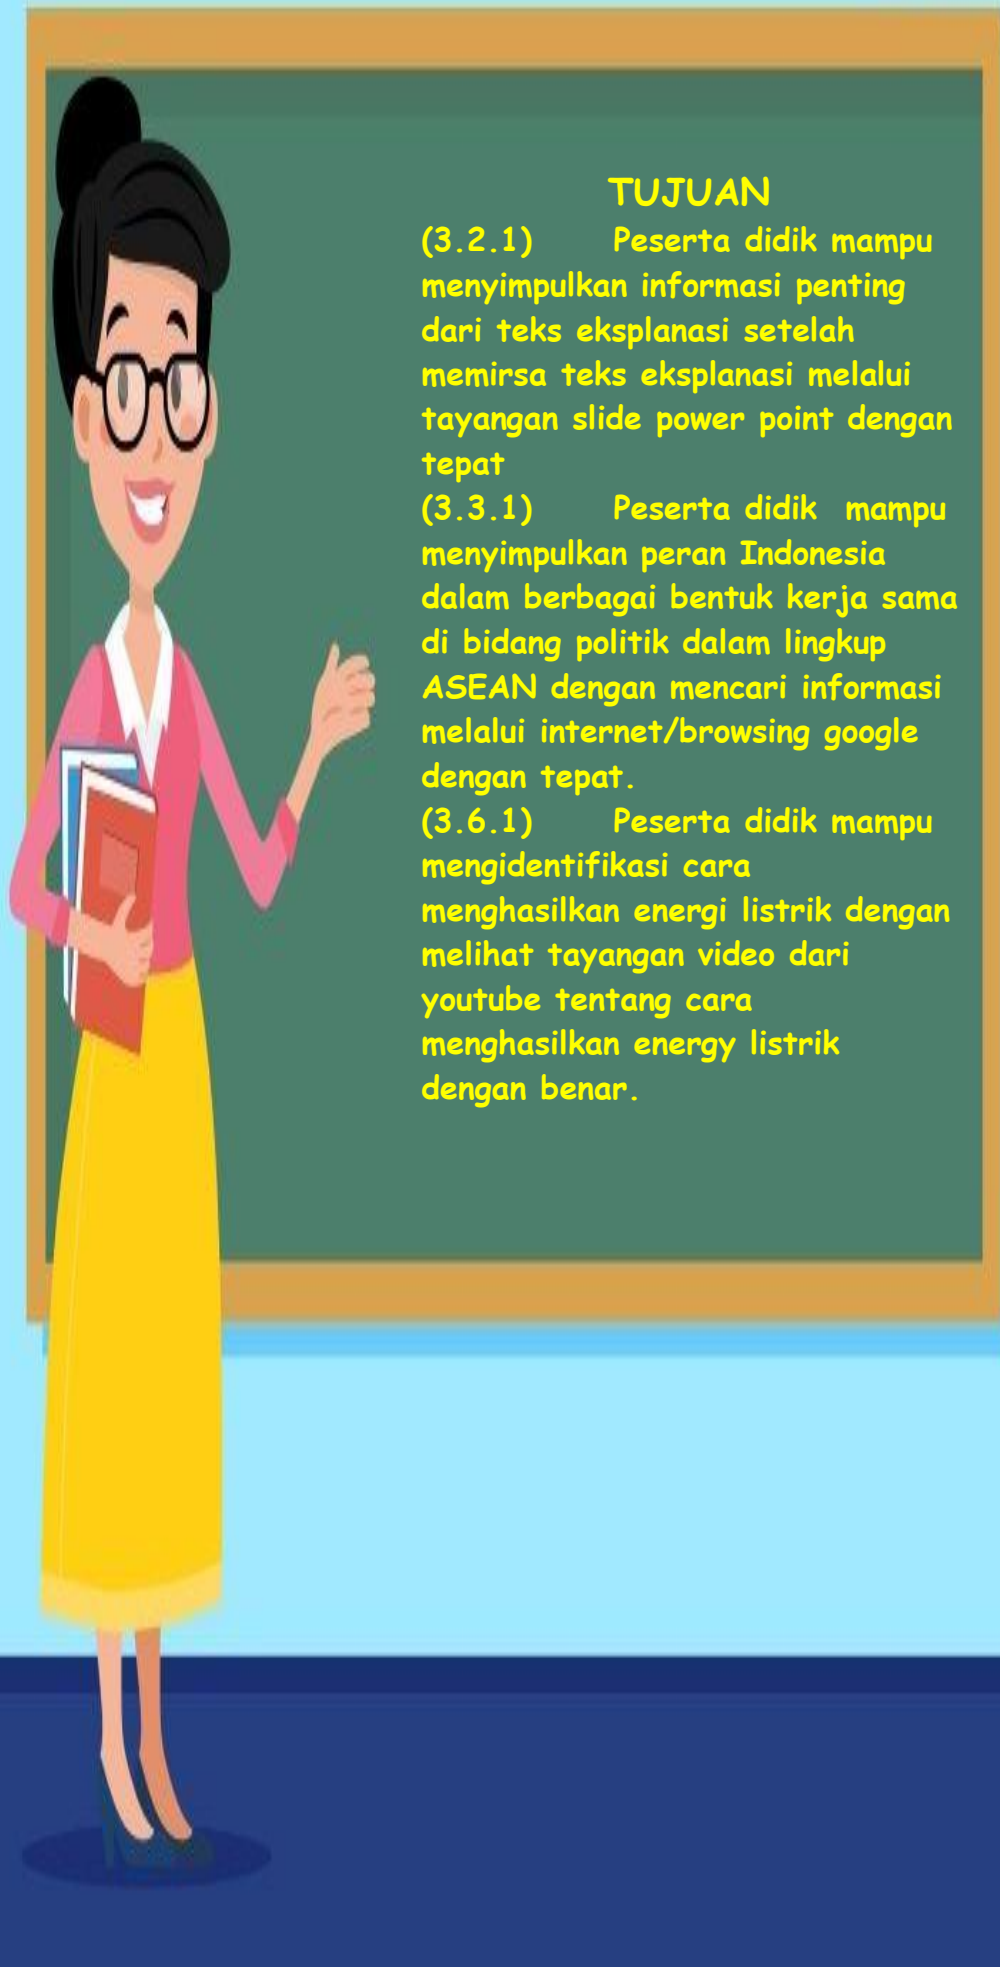 TUJUAN
(3.2.1) Peserta didik mampu
menyimpulkan informasi penting
dari teks eksplanasi setelah
memirsa teks eksplanasi melalui
tayangan slide power point dengan
tepat
(3.3.1) Peserta didik mampu
menyimpulkan peran Indonesia
dalam berbagai bentuk kerja sama
di bidang politik dalam lingkup
ASEAN dengan mencari informasi
melalui internet/browsing google
dengan tepat.
(3.6.1) Peserta didik mampu
mengidentifikasi cara
menghasilkan energi listrik dengan
melihat tayangan video dari
youtube tentang cara
menghasilkan energy listrik
dengan benar.